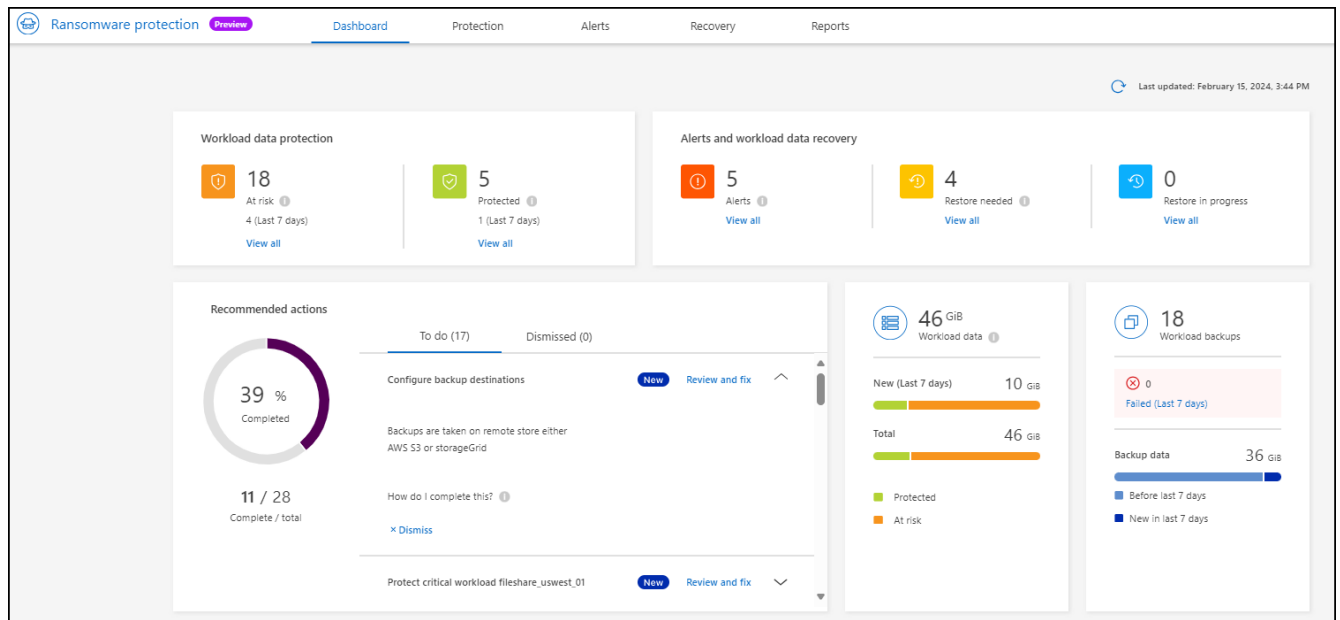 Ransomware protection Preview Dashboard Protection Alerts Recovery Reports
Last updated: February 15, 2024, 3:44 PM
Workload data protection
18
At risk
4 (Last 7 days)
View all
5
Protected
1 (Last 7 days)
View all
Alerts and workload data recovery
5
Alerts
View all
4
Restore needed
View all
0
Restore in progress
View all
Recommended actions
39 %
Completed
11 / 28
Complete / total
To do (17) Dismissed (0)
Configure backup destinations New Review and fix
Backups are taken on remote store either
AWS S3 or storageGrid
How do I complete this?
× Dismiss
Protect critical workload fileshare_uswest_01 New Review and fix
46 GiB
Workload data
New (Last 7 days) 10 GiB
Total 46 GiB
Protected
At risk
18
Workload backups
0
Failed (Last 7 days)
Backup data 36 GiB
Before last 7 days
New in last 7 days